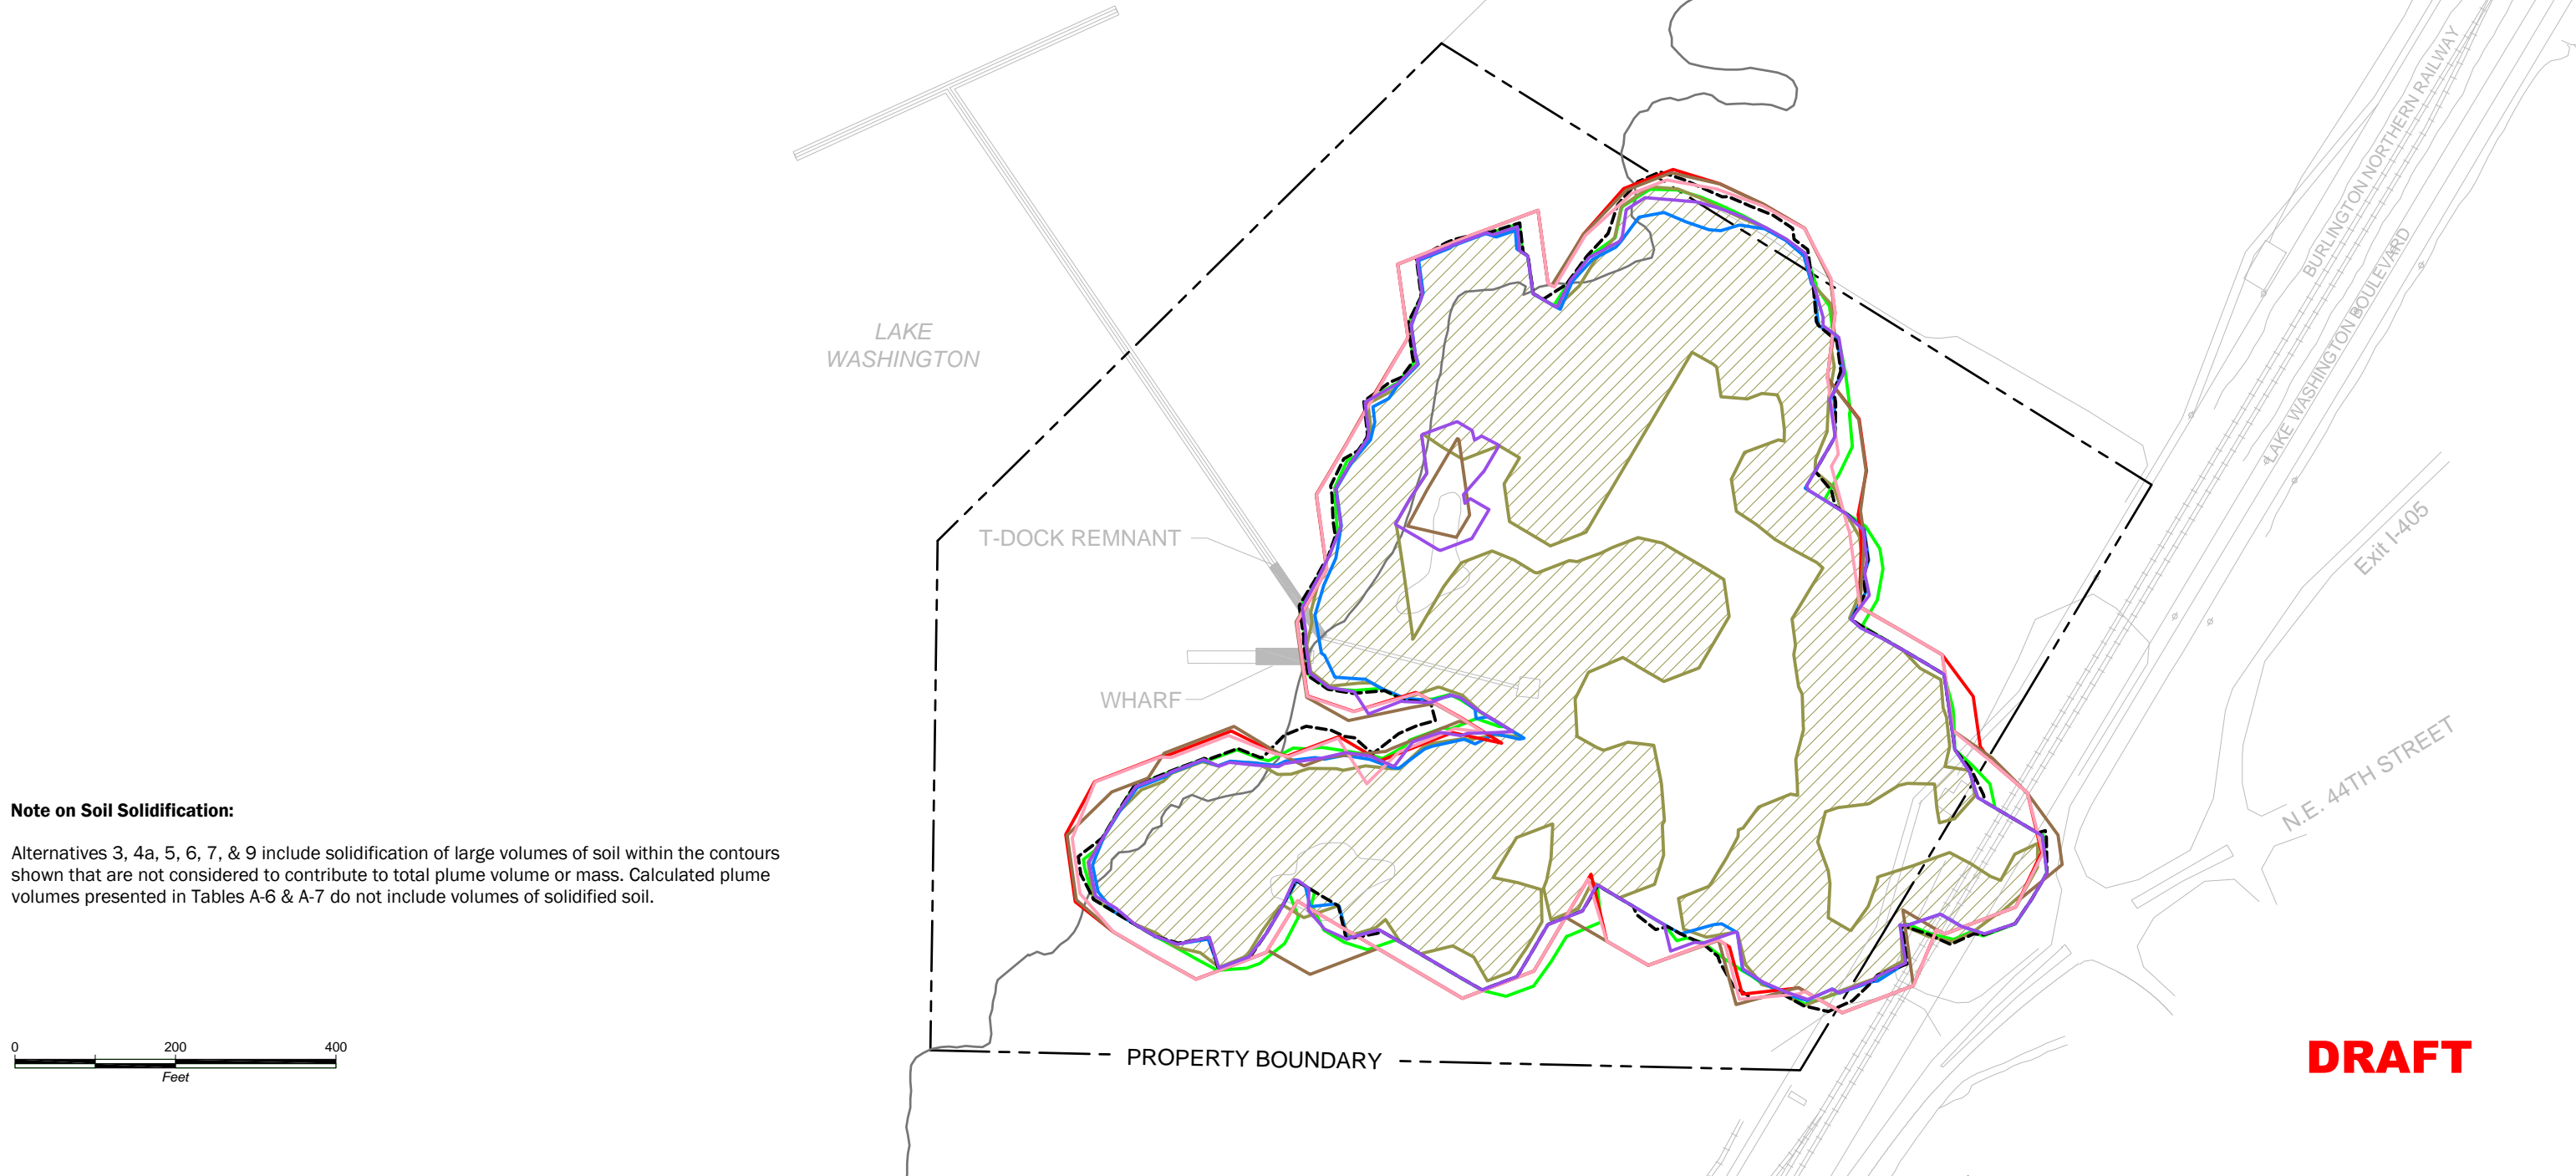 BURLINGTON NORTHERN RAILWAY
LAKE WASHINGTON BOULEVARD
LAKE
WASHINGTON
T-DOCK REMNANT
Exit I-405
WHARF
N.E. 44TH STREET
Note on Soil Solidification:
Alternatives 3, 4a, 5, 6, 7, & 9 include solidification of large volumes of soil within the contours
shown that are not considered to contribute to total plume volume or mass. Calculated plume
volumes presented in Tables A-6 & A-7 do not include volumes of solidified soil.
0 200 400
Feet
PROPERTY BOUNDARY
DRAFT